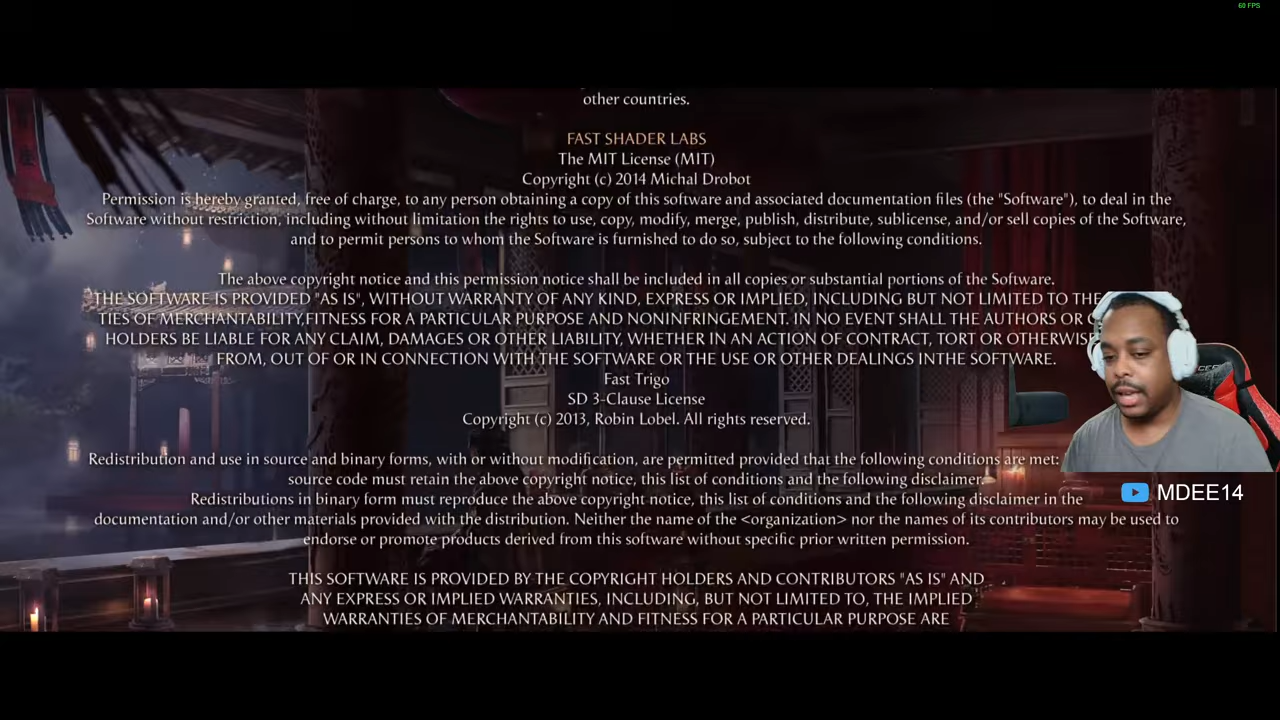 60 FPS
other countries.
FAST SHADER LABS
The MIT License (MIT)
Copyright (c) 2014 Michal Drobot
Permission is hereby granted, free of charge, to any person obtaining a copy of this software and associated documentation files (the "Software"), to deal in the
Software without restriction, including without limitation the rights to use, copy, modify, merge, publish, distribute, sublicense, and/or sell copies of the Software,
and to permit persons to whom the Software is furnished to do so, subject to the following conditions.
The above copyright notice and this permission notice shall be included in all copies or substantial portions of the Software.
THE SOFTWARE IS PROVIDED "AS IS", WITHOUT WARRANTY OF ANY KIND, EXPRESS OR IMPLIED, INCLUDING BUT NOT LIMITED TO THE
TIES OF MERCHANTABILITY,FITNESS FOR A PARTICULAR PURPOSE AND NONINFRINGEMENT. IN NO EVENT SHALL THE AUTHORS OR
HOLDERS BE LIABLE FOR ANY CLAIM, DAMAGES OR OTHER LIABILITY, WHETHER IN AN ACTION OF CONTRACT, TORT OR OTHERWISE
FROM, OUT OF OR IN CONNECTION WITH THE SOFTWARE OR THE USE OR OTHER DEALINGS INTHE SOFTWARE.
Fast Trigo
SD 3-Clause License
Copyright (c) 2013, Robin Lobel. All rights reserved.
Redistribution and use in source and binary forms, with or without modification, are permitted provided that the following conditions are met:
source code must retain the above copyright notice, this list of conditions and the following disclaimer.
Redistributions in binary form must reproduce the above copyright notice, this list of conditions and the following disclaimer in the
documentation and/or other materials provided with the distribution. Neither the name of the <organization> nor the names of its contributors may be used to
endorse or promote products derived from this software without specific prior written permission.
THIS SOFTWARE IS PROVIDED BY THE COPYRIGHT HOLDERS AND CONTRIBUTORS "AS IS" AND
ANY EXPRESS OR IMPLIED WARRANTIES, INCLUDING, BUT NOT LIMITED TO, THE IMPLIED
WARRANTIES OF MERCHANTABILITY AND FITNESS FOR A PARTICULAR PURPOSE ARE
MDEE14